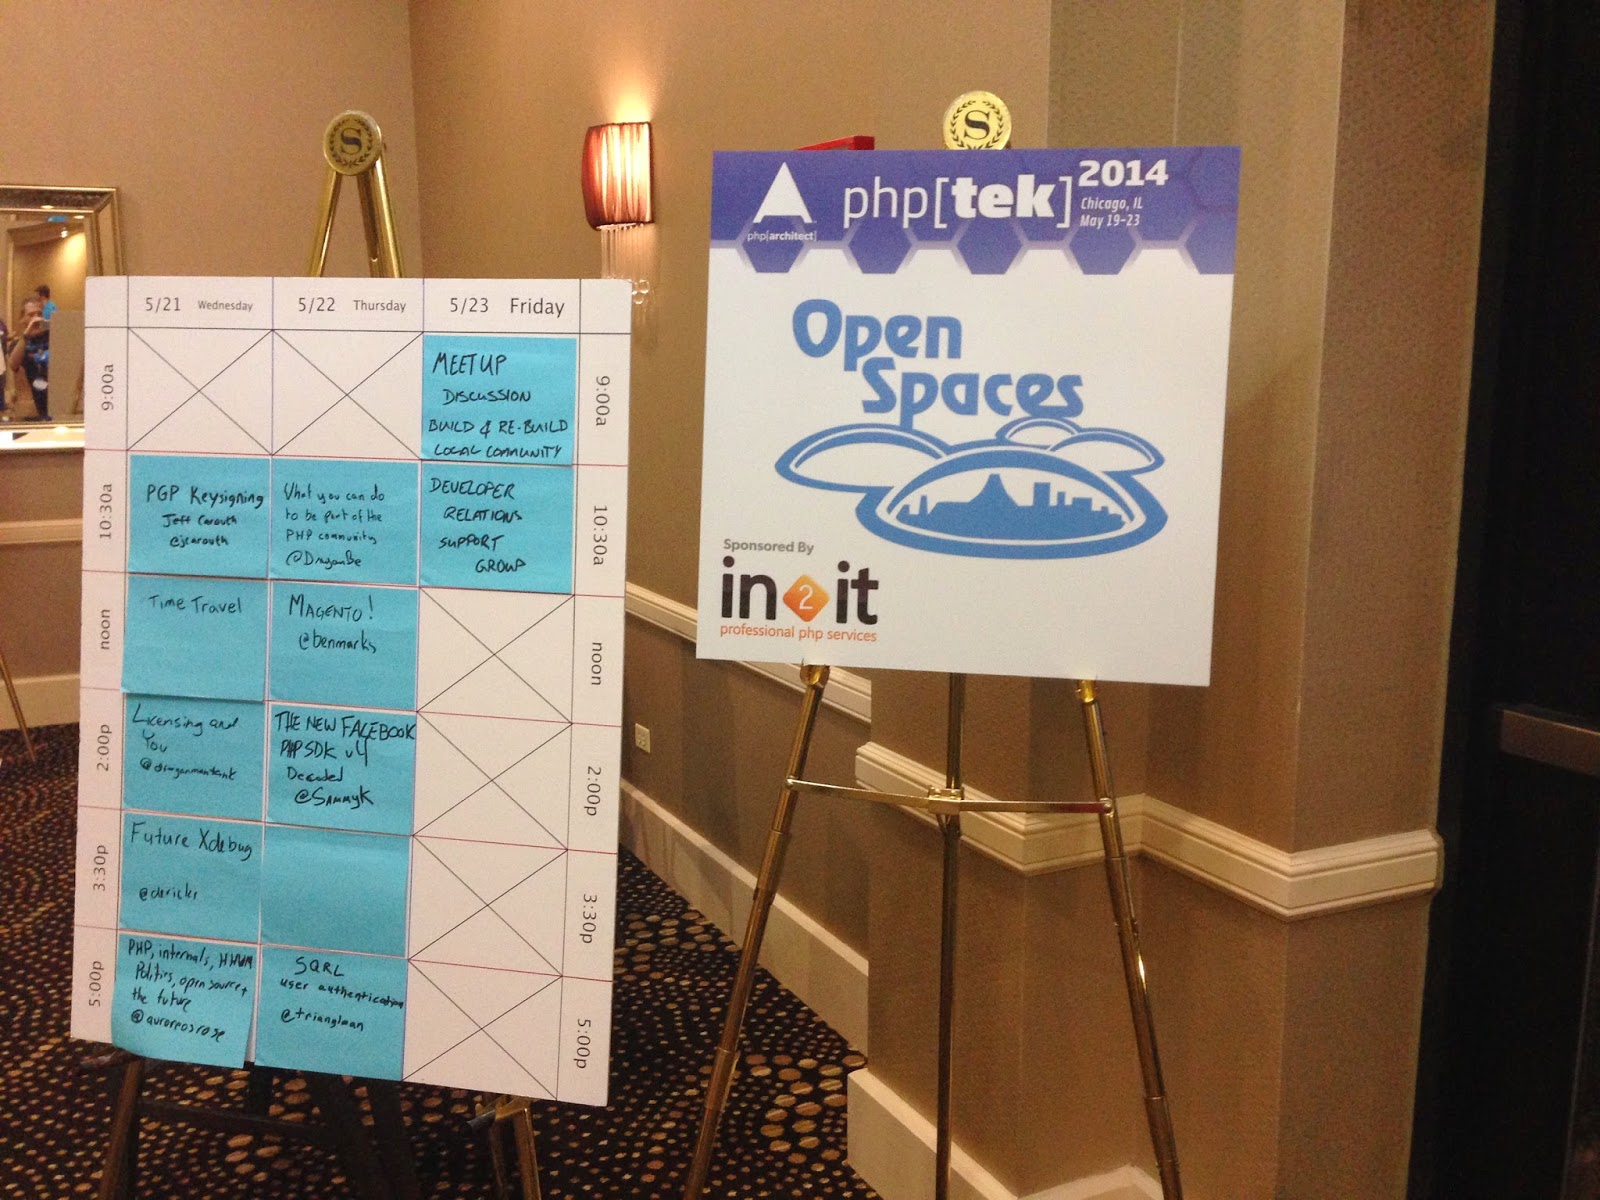 S
S
5/21 Wednesday
5/22 Thursday
5/23 Friday
9:00a
MEETUP
DISCUSSION
BUILD & RE-BUILD
LOCAL COMMUNITY
9:00a
10:30a
PGP Keysigning
Jeff Carouth
@jcarouth
What you can do
to be part of the
PHP community
@DragonBe
DEVELOPER
RELATIONS
SUPPORT
GROUP
10:30a
noon
Time Travel
MAGENTO!
@benmarks
noon
2:00p
Licensing and
You
@dragonmantank
THE NEW FACEBOOK
PHP SDK v4
Decoded
@SAMMYK
2:00p
3:30p
Future Xdebug
@derickr
3:30p
5:00p
PHP, internals,
Politics, open source +
the future
@auroraeosrose
SQRL
user authentication
@trianglman
5:00p
php[architect]
php[tek] 2014
Chicago, IL
May 19-23
Open
Spaces
Sponsored By
in2it
professional php services